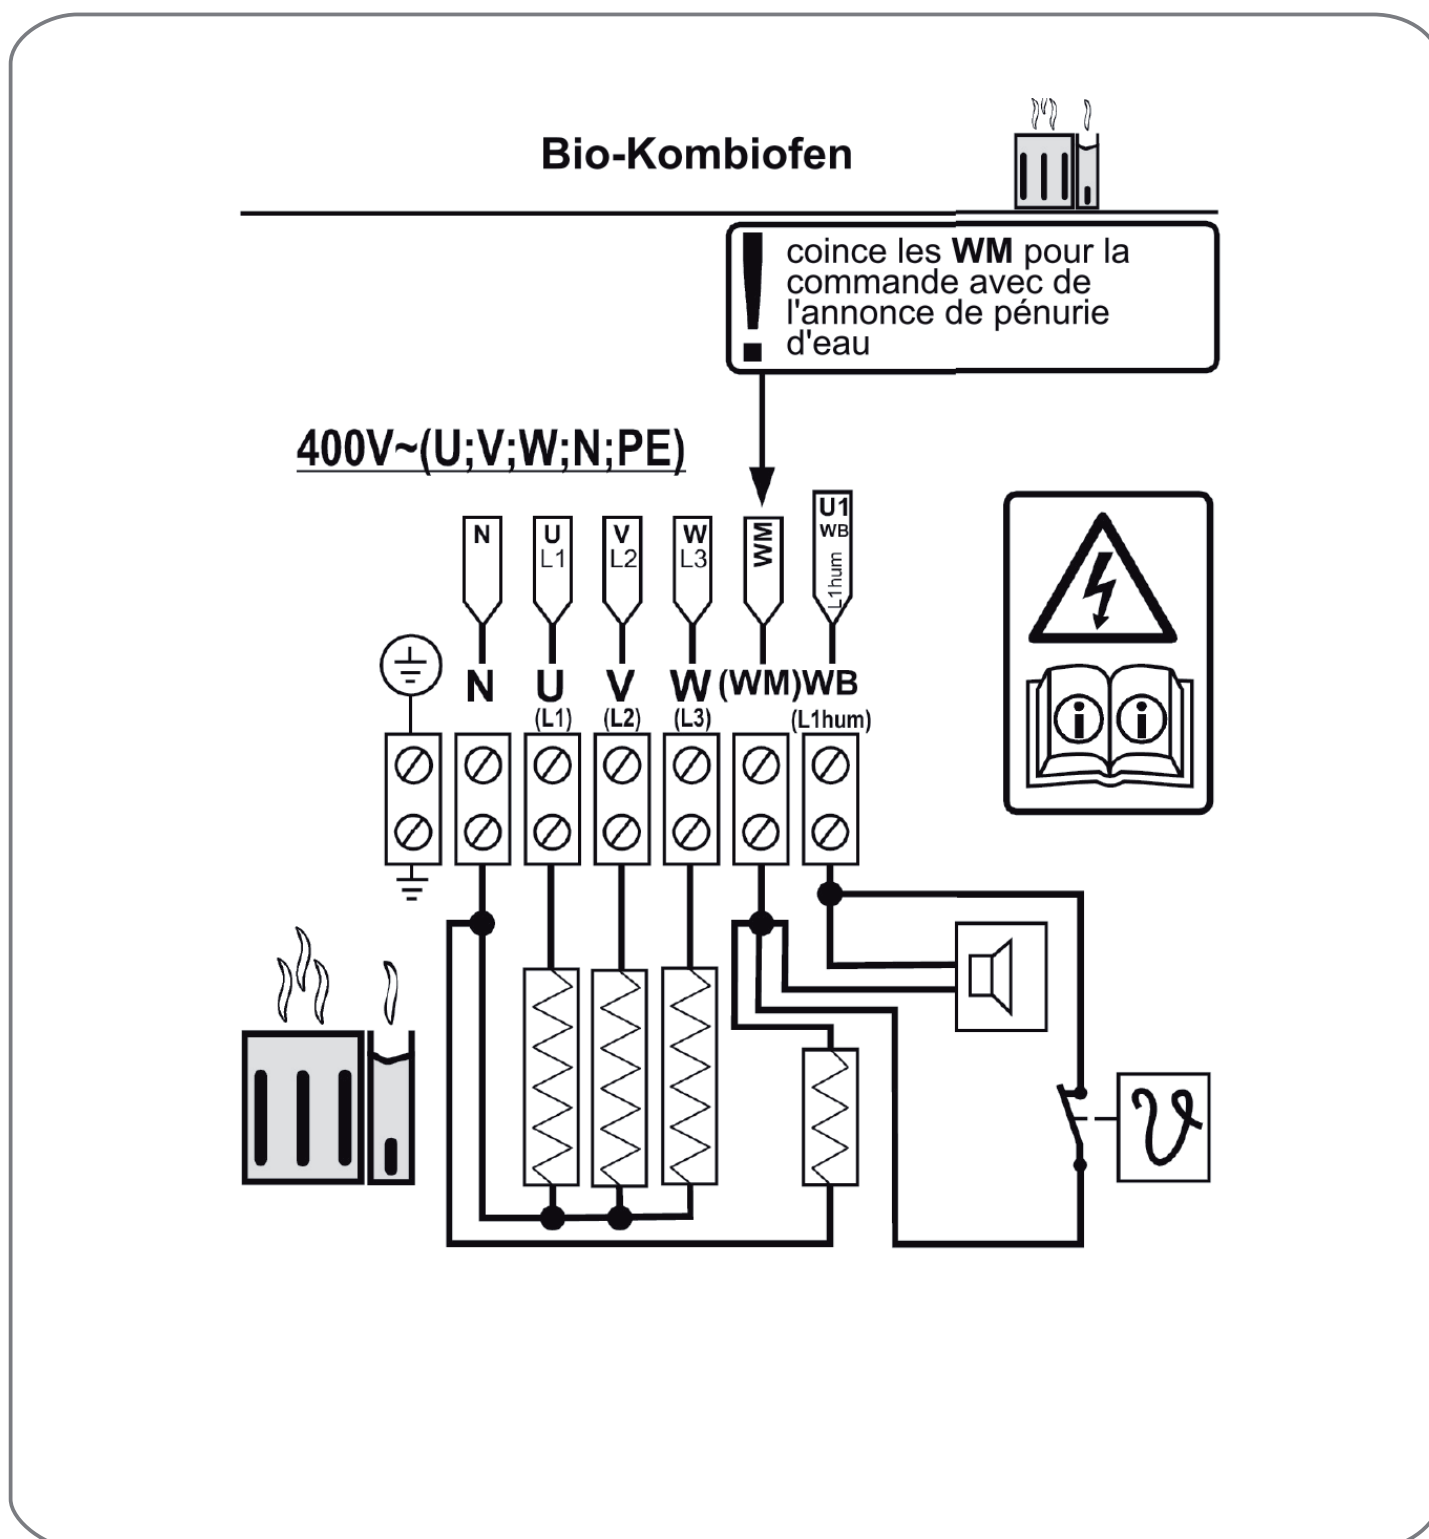 Bio-Kombiofen
coince les WM pour la
commande avec de
l'annonce de pénurie
d'eau
400V~(U;V;W;N;PE)
N
U
L1
V
L2
W
L3
WM
U1
WB
L1hum
N U V W (WM) WB
(L1) (L2) (L3) (L1hum)